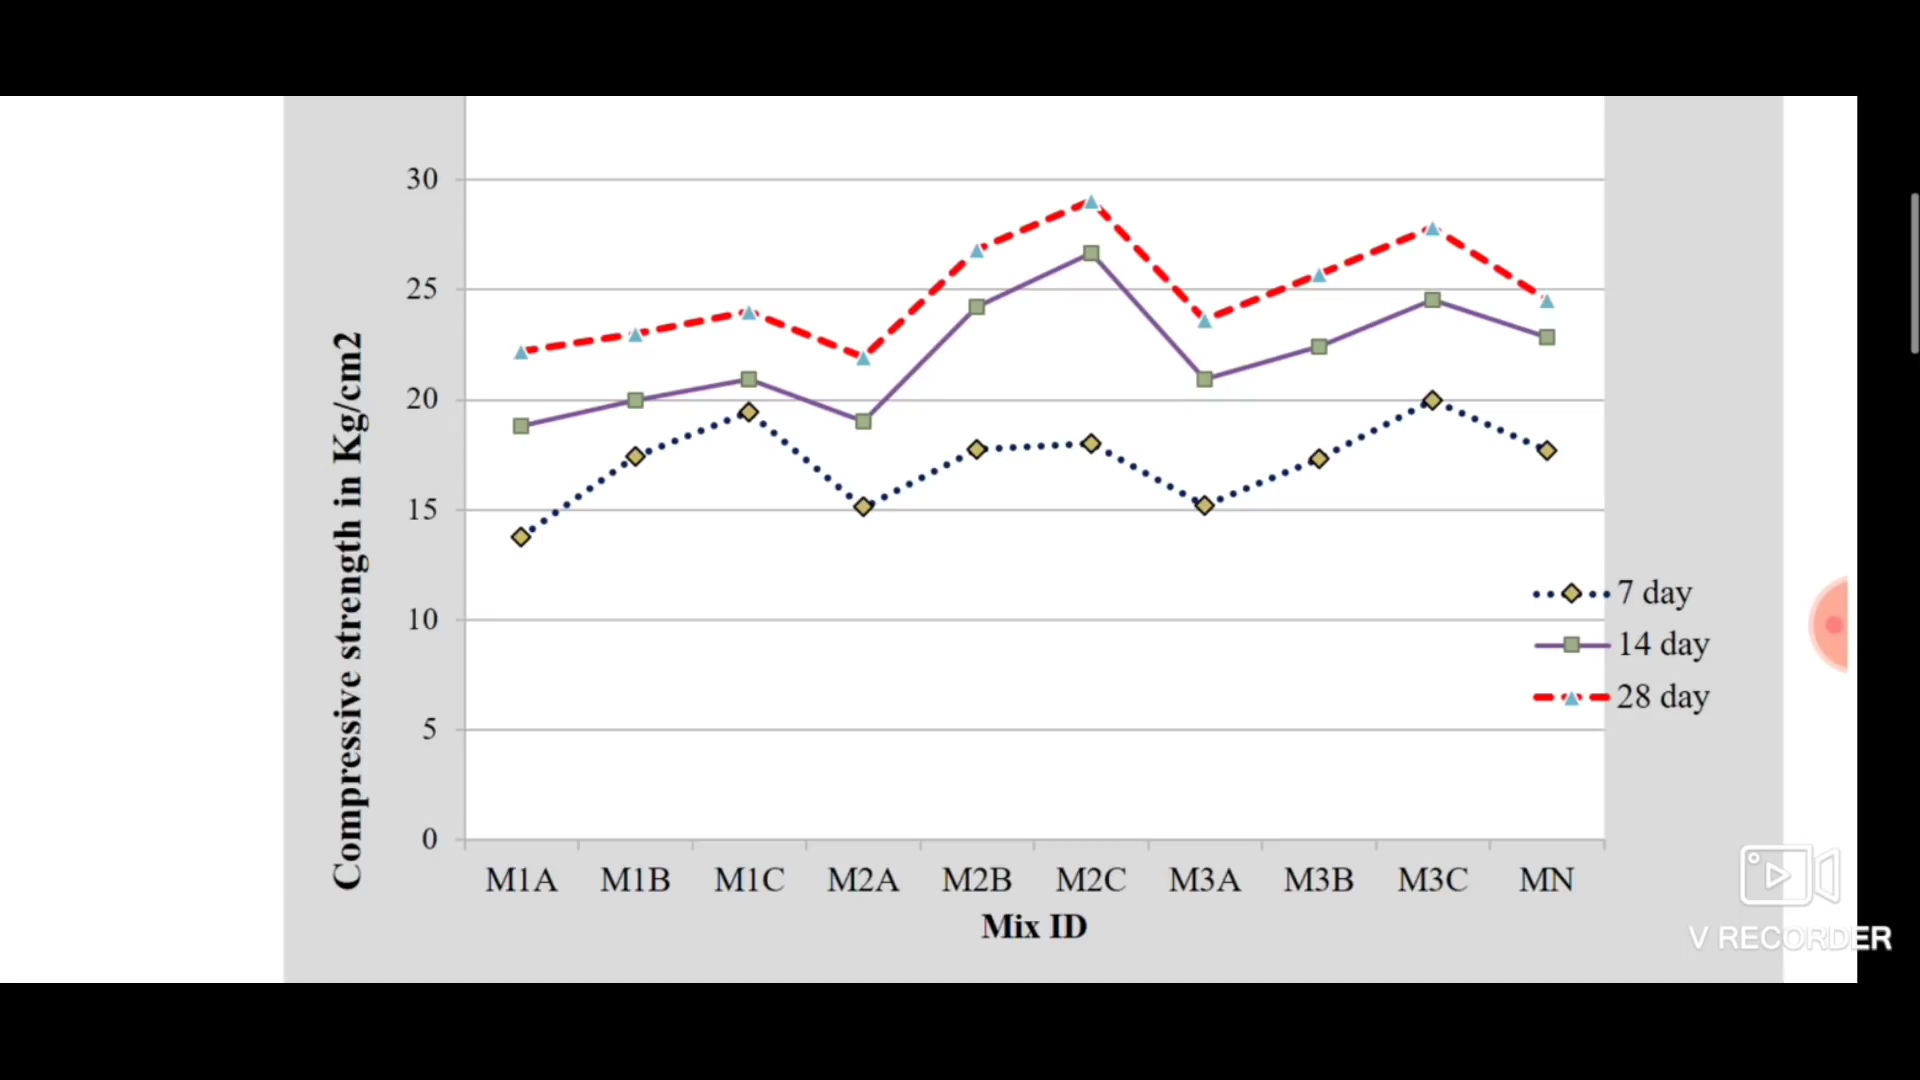 30
25
20
15
10
5
0
Compressive strength in Kg/cm2
7 day
14 day
28 day
M1A M1B M1C M2A M2B M2C M3A M3B M3C MN
Mix ID
V RECORDER